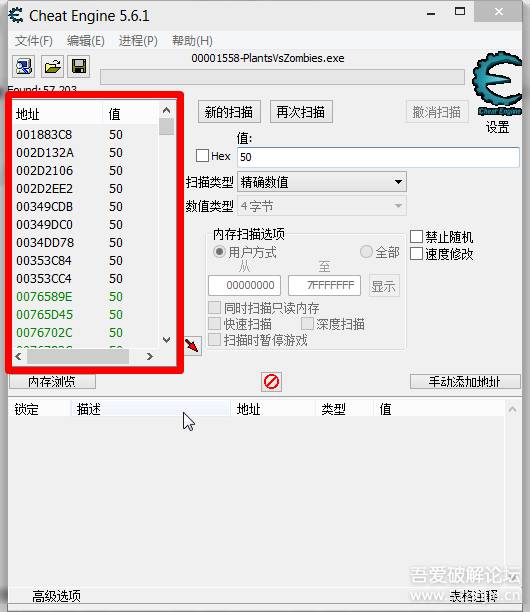 Cheat Engine 5.6.1
文件(F) 编辑(E) 进程(P) 帮助(H)
00001558-PlantsVsZombies.exe
Found: 57,203
地址 值
新的扫描 再次扫描 撤消扫描
Cheat Engine
设置
001883C8 50
002D132A 50
002D2106 50
002D2EE2 50
00349CDB 50
00349DC0 50
0034DD78 50
00353C84 50
00353CC4 50
0076589E 50
00765D45 50
0076702C 50
值:
Hex 50
扫描类型 精确数值
数值类型 4 字节
内存扫描选项
用户方式 全部
从 至
00000000 7FFFFFFF 显示
同时扫描只读内存
快速扫描 深度扫描
扫描时暂停游戏
禁止随机
速度修改
内存浏览 手动添加地址
锁定 描述 地址 类型 值
吾爱破解论坛
高级选项 表格注释